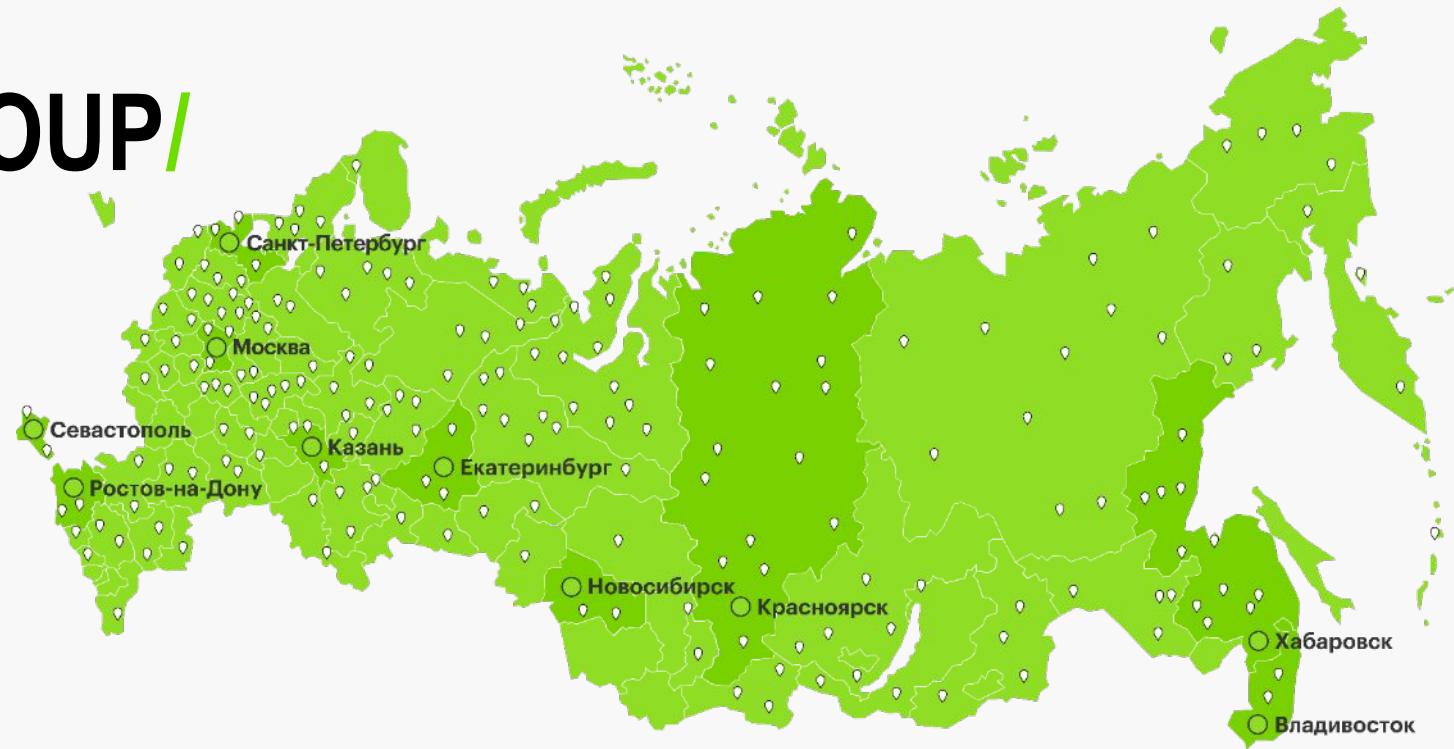 OUP/
Санкт-Петербург
Москва
Севастополь
Казань
Екатеринбург
Ростов-на-Дону
Новосибирск
Красноярск
Хабаровск
Владивосток